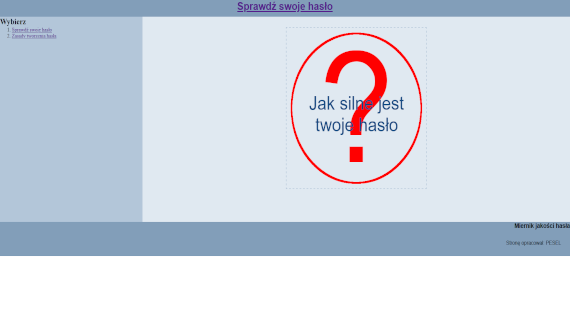 Sprawdź swoje hasło
Wybierz
1. Sprawdź swoje hasło
2. Zasady tworzenia haseł
?
Jak silne jest
twoje hasło
Miernik jakości hasła
Stronę opracował: PESEL